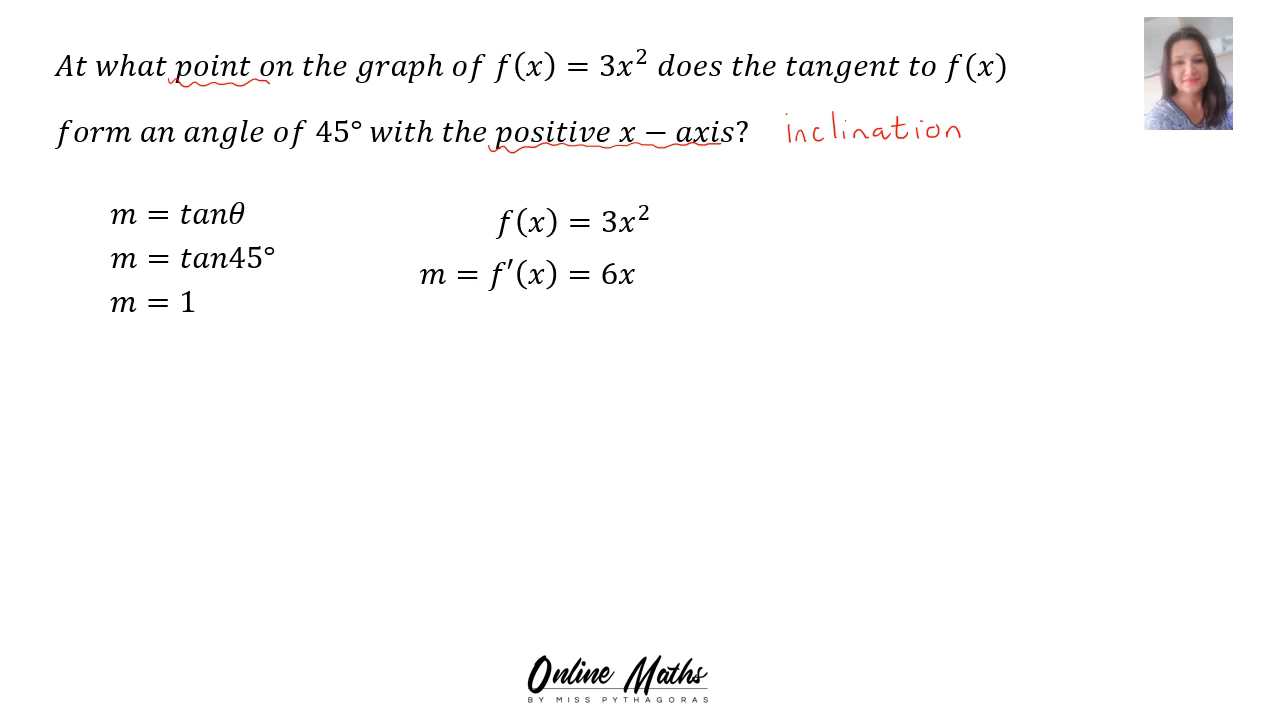 At what point on the graph of f(x) = 3x² does the tangent to f(x)
form an angle of 45° with the positive x − axis? inclination
m = tanθ
m = tan45°
m = 1
f(x) = 3x²
m = f′(x) = 6x
Online Maths
BY MISS PYTHAGORAS